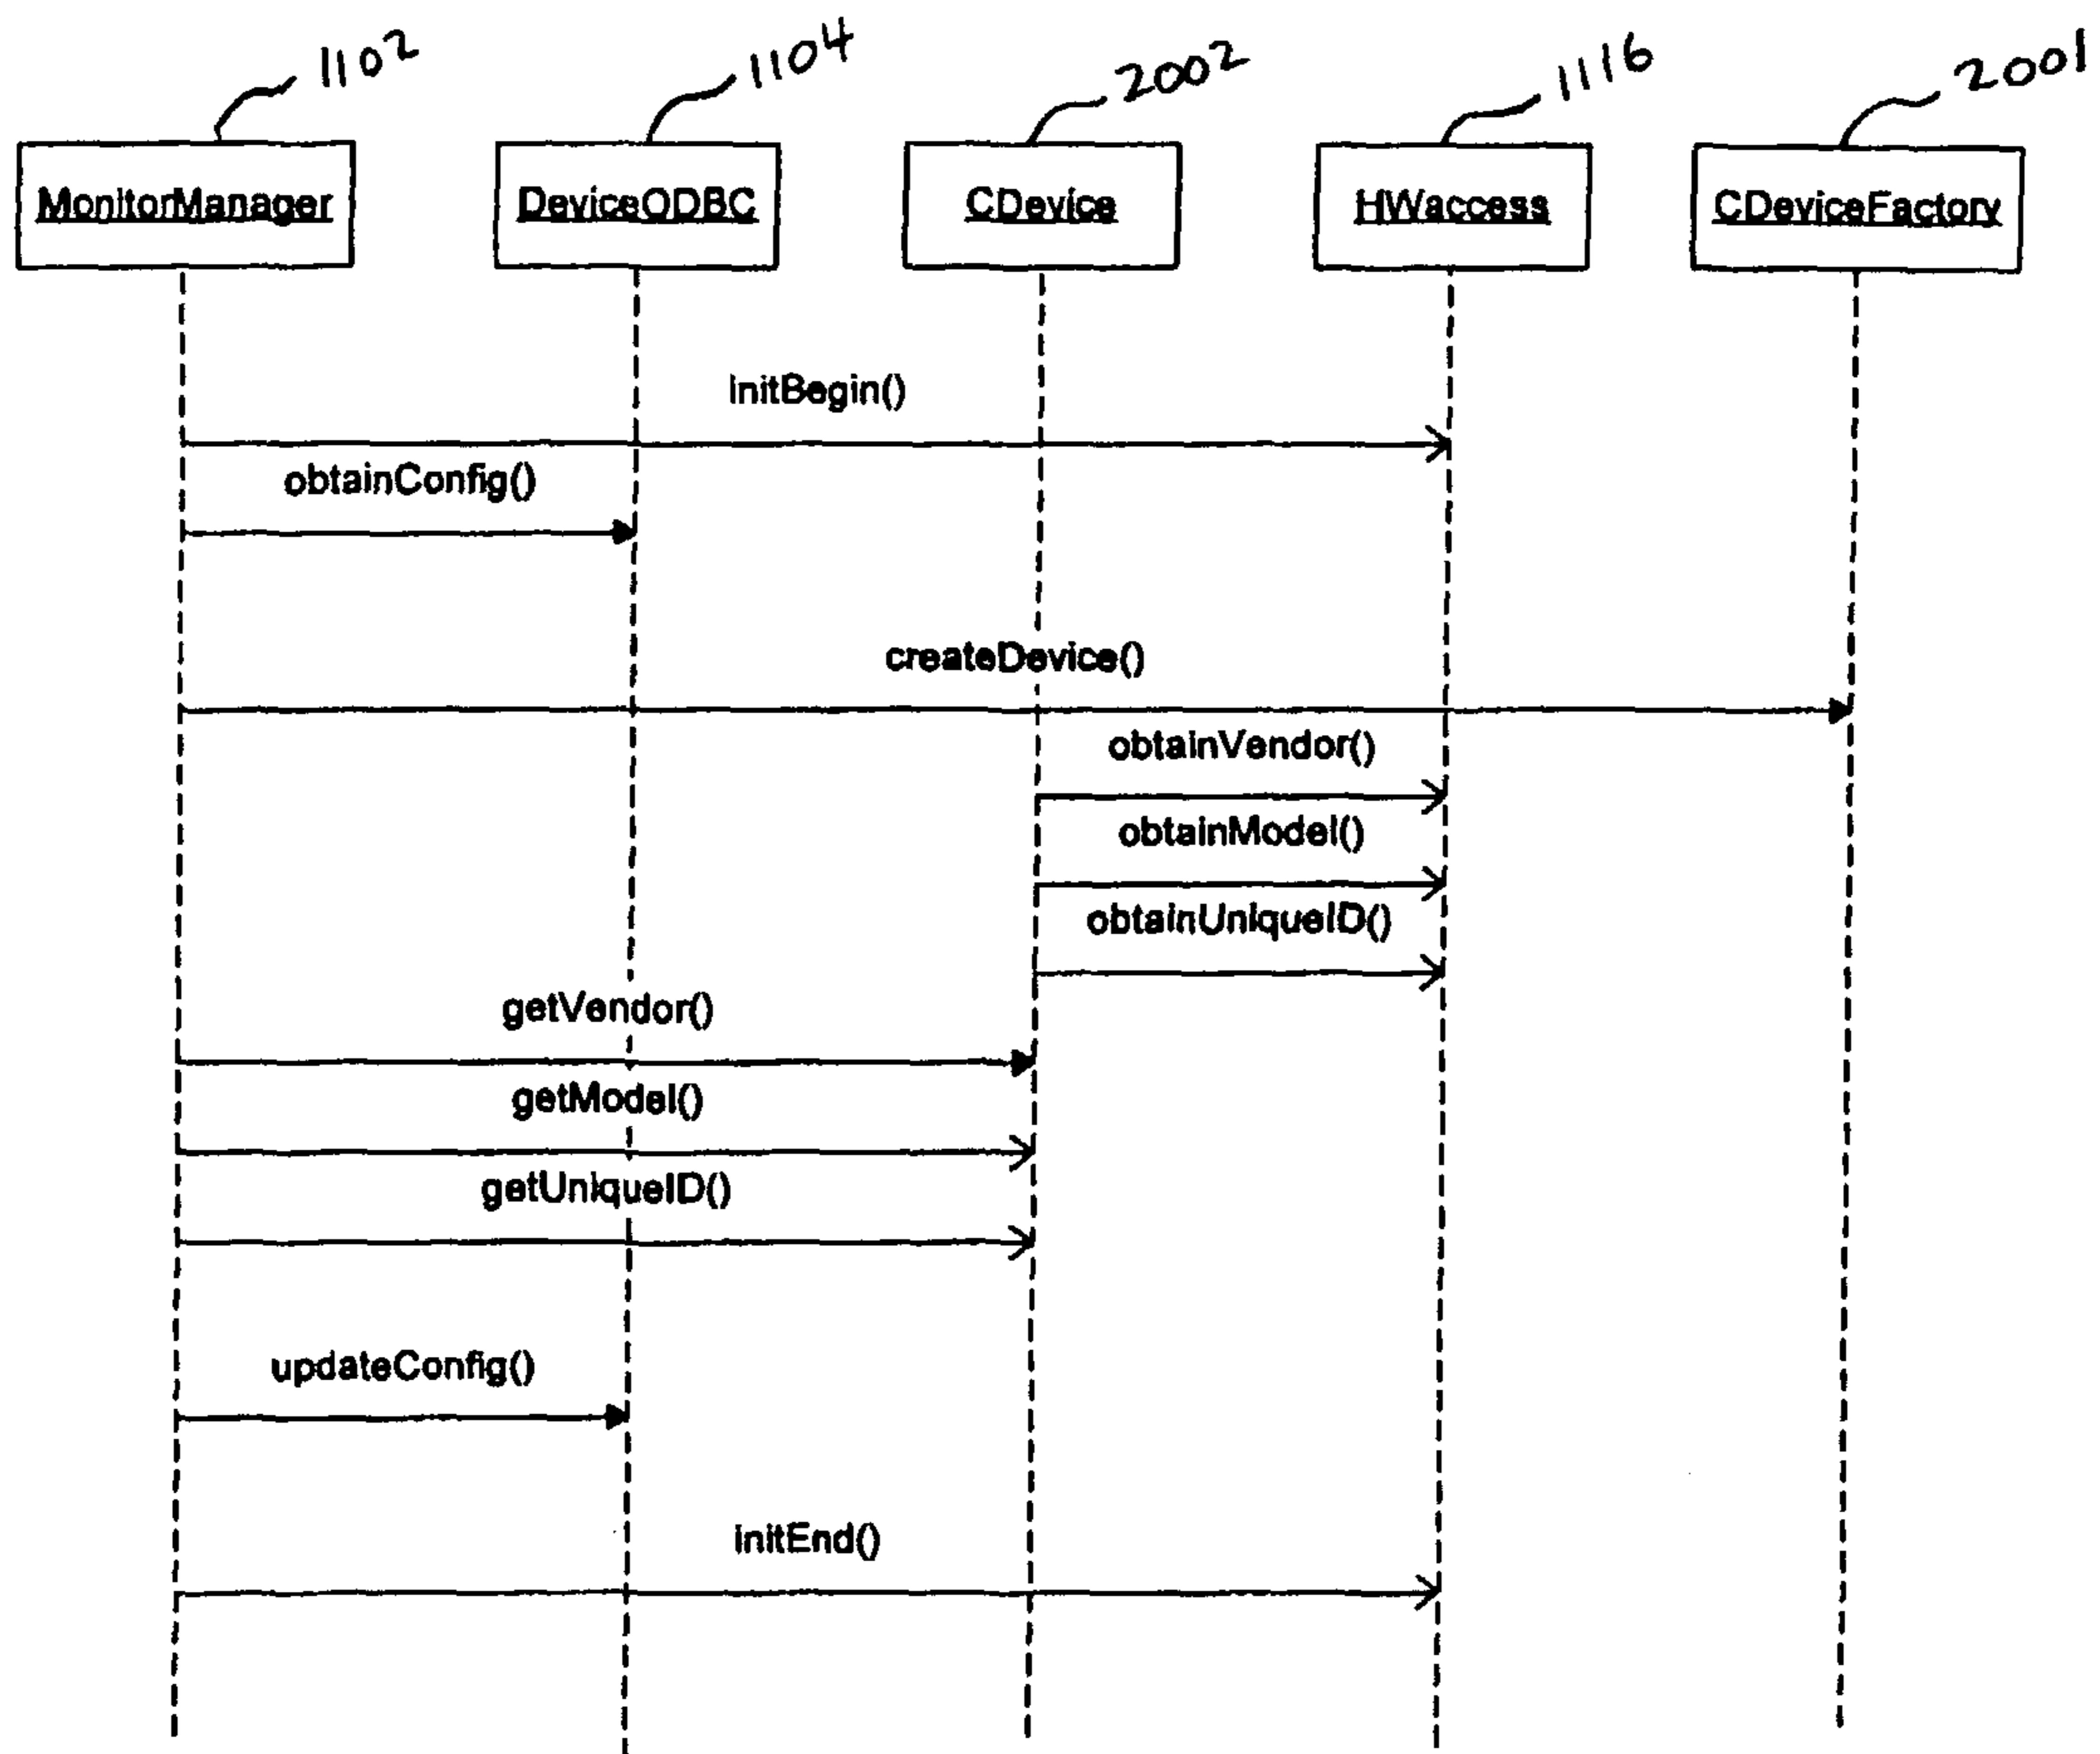 1102
1104
2002
1116
2001
MonitorManager
DeviceODBC
CDevice
HWaccess
CDeviceFactory
initBegin()
obtainConfig()
createDevice()
obtainVendor()
obtainModel()
obtainUniqueID()
getVendor()
getModel()
getUniqueID()
updateConfig()
initEnd()